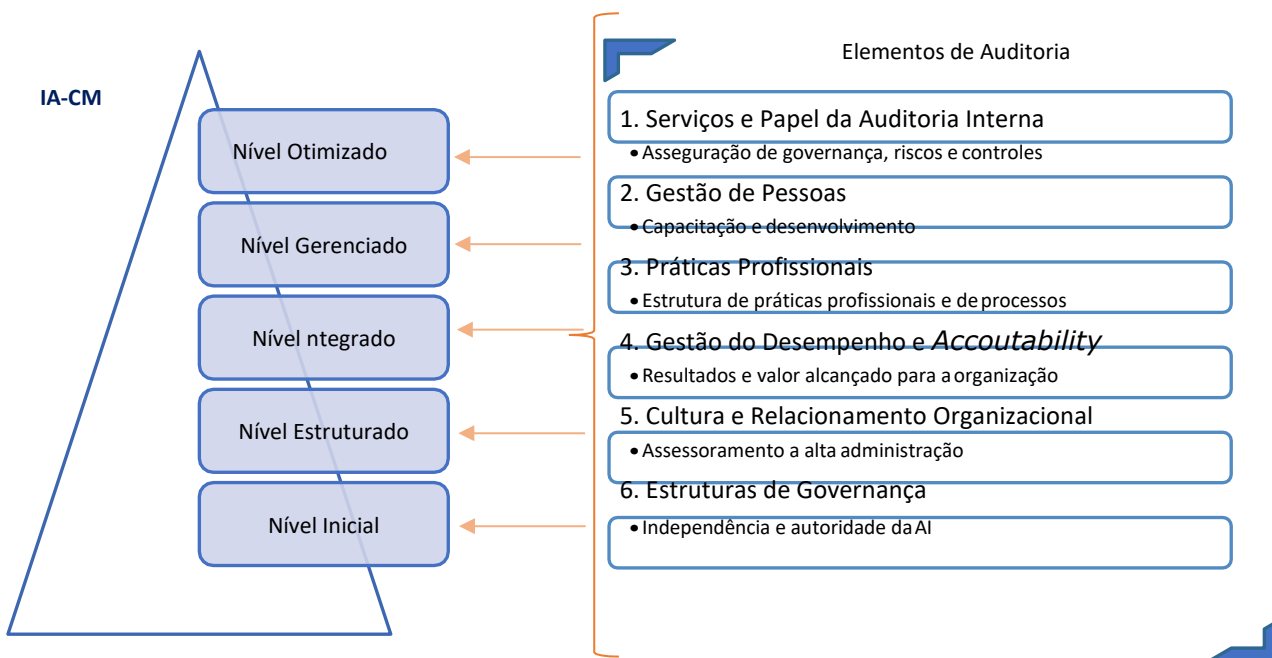 IA-CM
Nível Otimizado
Nível Gerenciado
Nível ntegrado
Nível Estruturado
Nível Inicial
Elementos de Auditoria
1. Serviços e Papel da Auditoria Interna
• Asseguração de governança, riscos e controles
2. Gestão de Pessoas
• Capacitação e desenvolvimento
3. Práticas Profissionais
• Estrutura de práticas profissionais e de processos
4. Gestão do Desempenho e Accoutability
• Resultados e valor alcançado para a organização
5. Cultura e Relacionamento Organizacional
• Assessoramento a alta administração
6. Estruturas de Governança
• Independência e autoridade da AI